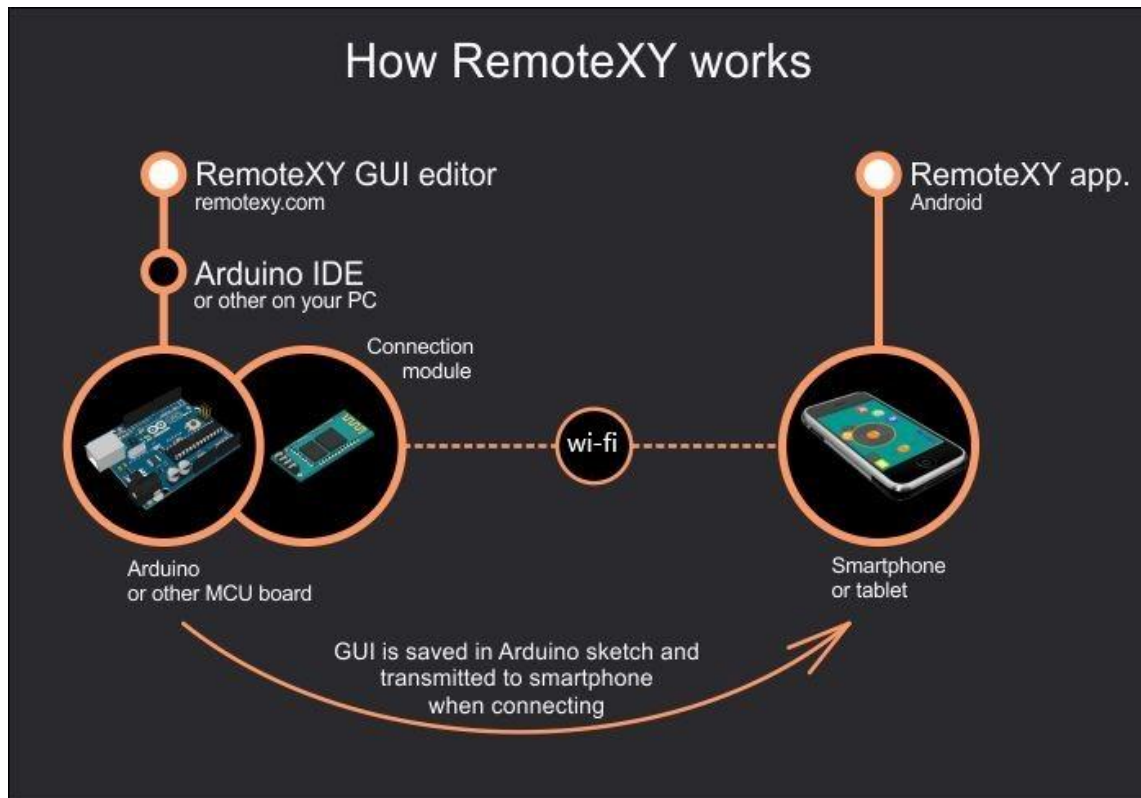 How RemoteXY works
RemoteXY GUI editor
remotexy.com
Arduino IDE
or other on your PC
Connection
module
Arduino
or other MCU board
wi-fi
RemoteXY app.
Android
Smartphone
or tablet
GUI is saved in Arduino sketch and
transmitted to smartphone
when connecting